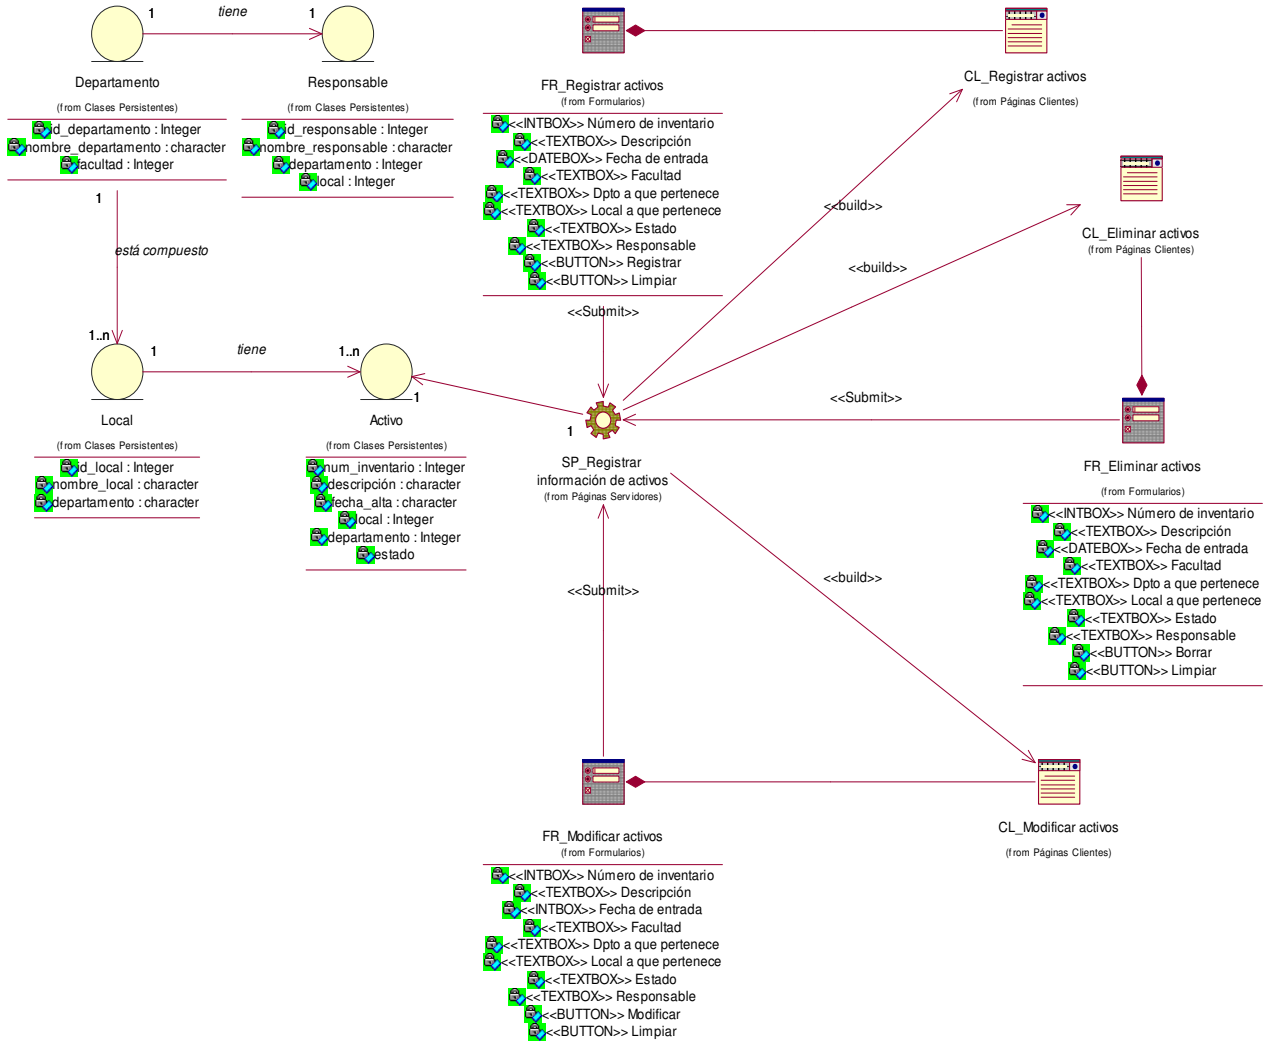 1
tiene
1
Departamento
(from Clases Persistentes)
id_departamento : Integer
nombre_departamento : character
facultad : Integer
Responsable
(from Clases Persistentes)
id_responsable : Integer
nombre_responsable : character
departamento : Integer
local : Integer
FR_Registrar activos
(from Formularios)
<<INTBOX>> Número de inventario
<<TEXTBOX>> Descripción
<<DATEBOX>> Fecha de entrada
<<TEXTBOX>> Facultad
<<TEXTBOX>> Dpto a que pertenece
<<TEXTBOX>> Local a que pertenece
<<TEXTBOX>> Estado
<<TEXTBOX>> Responsable
<<BUTTON>> Registrar
<<BUTTON>> Limpiar
CL_Registrar activos
(from Páginas Clientes)
<<build>>
CL_Eliminar activos
(from Páginas Clientes)
<<build>>
1
está compuesto
1..n
<<Submit>>
1
tiene
1..n
1
Local
(from Clases Persistentes)
id_local : Integer
nombre_local : character
departamento : character
Activo
(from Clases Persistentes)
num_inventario : Integer
descripción : character
fecha_alta : character
local : Integer
departamento : Integer
estado
1
SP_Registrar
información de activos
(from Páginas Servidores)
<<Submit>>
FR_Eliminar activos
(from Formularios)
<<INTBOX>> Número de inventario
<<TEXTBOX>> Descripción
<<DATEBOX>> Fecha de entrada
<<TEXTBOX>> Facultad
<<TEXTBOX>> Dpto a que pertenece
<<TEXTBOX>> Local a que pertenece
<<TEXTBOX>> Estado
<<TEXTBOX>> Responsable
<<BUTTON>> Borrar
<<BUTTON>> Limpiar
<<Submit>>
<<build>>
FR_Modificar activos
(from Formularios)
<<INTBOX>> Número de inventario
<<TEXTBOX>> Descripción
<<INTBOX>> Fecha de entrada
<<TEXTBOX>> Facultad
<<TEXTBOX>> Dpto a que pertenece
<<TEXTBOX>> Local a que pertenece
<<TEXTBOX>> Estado
<<TEXTBOX>> Responsable
<<BUTTON>> Modificar
<<BUTTON>> Limpiar
CL_Modificar activos
(from Páginas Clientes)